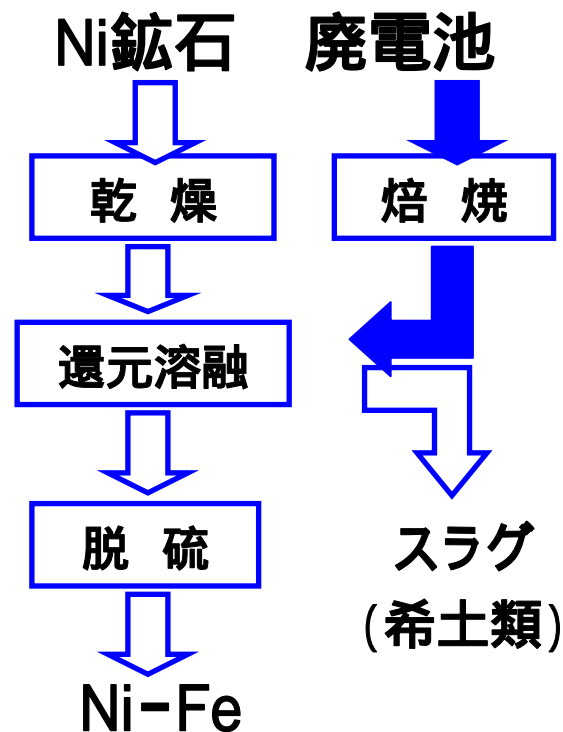 Ni鉱石 廃電池
乾 燥 焙 焼
還元溶融
脱 硫 スラグ
(希土類)
Ni-Fe